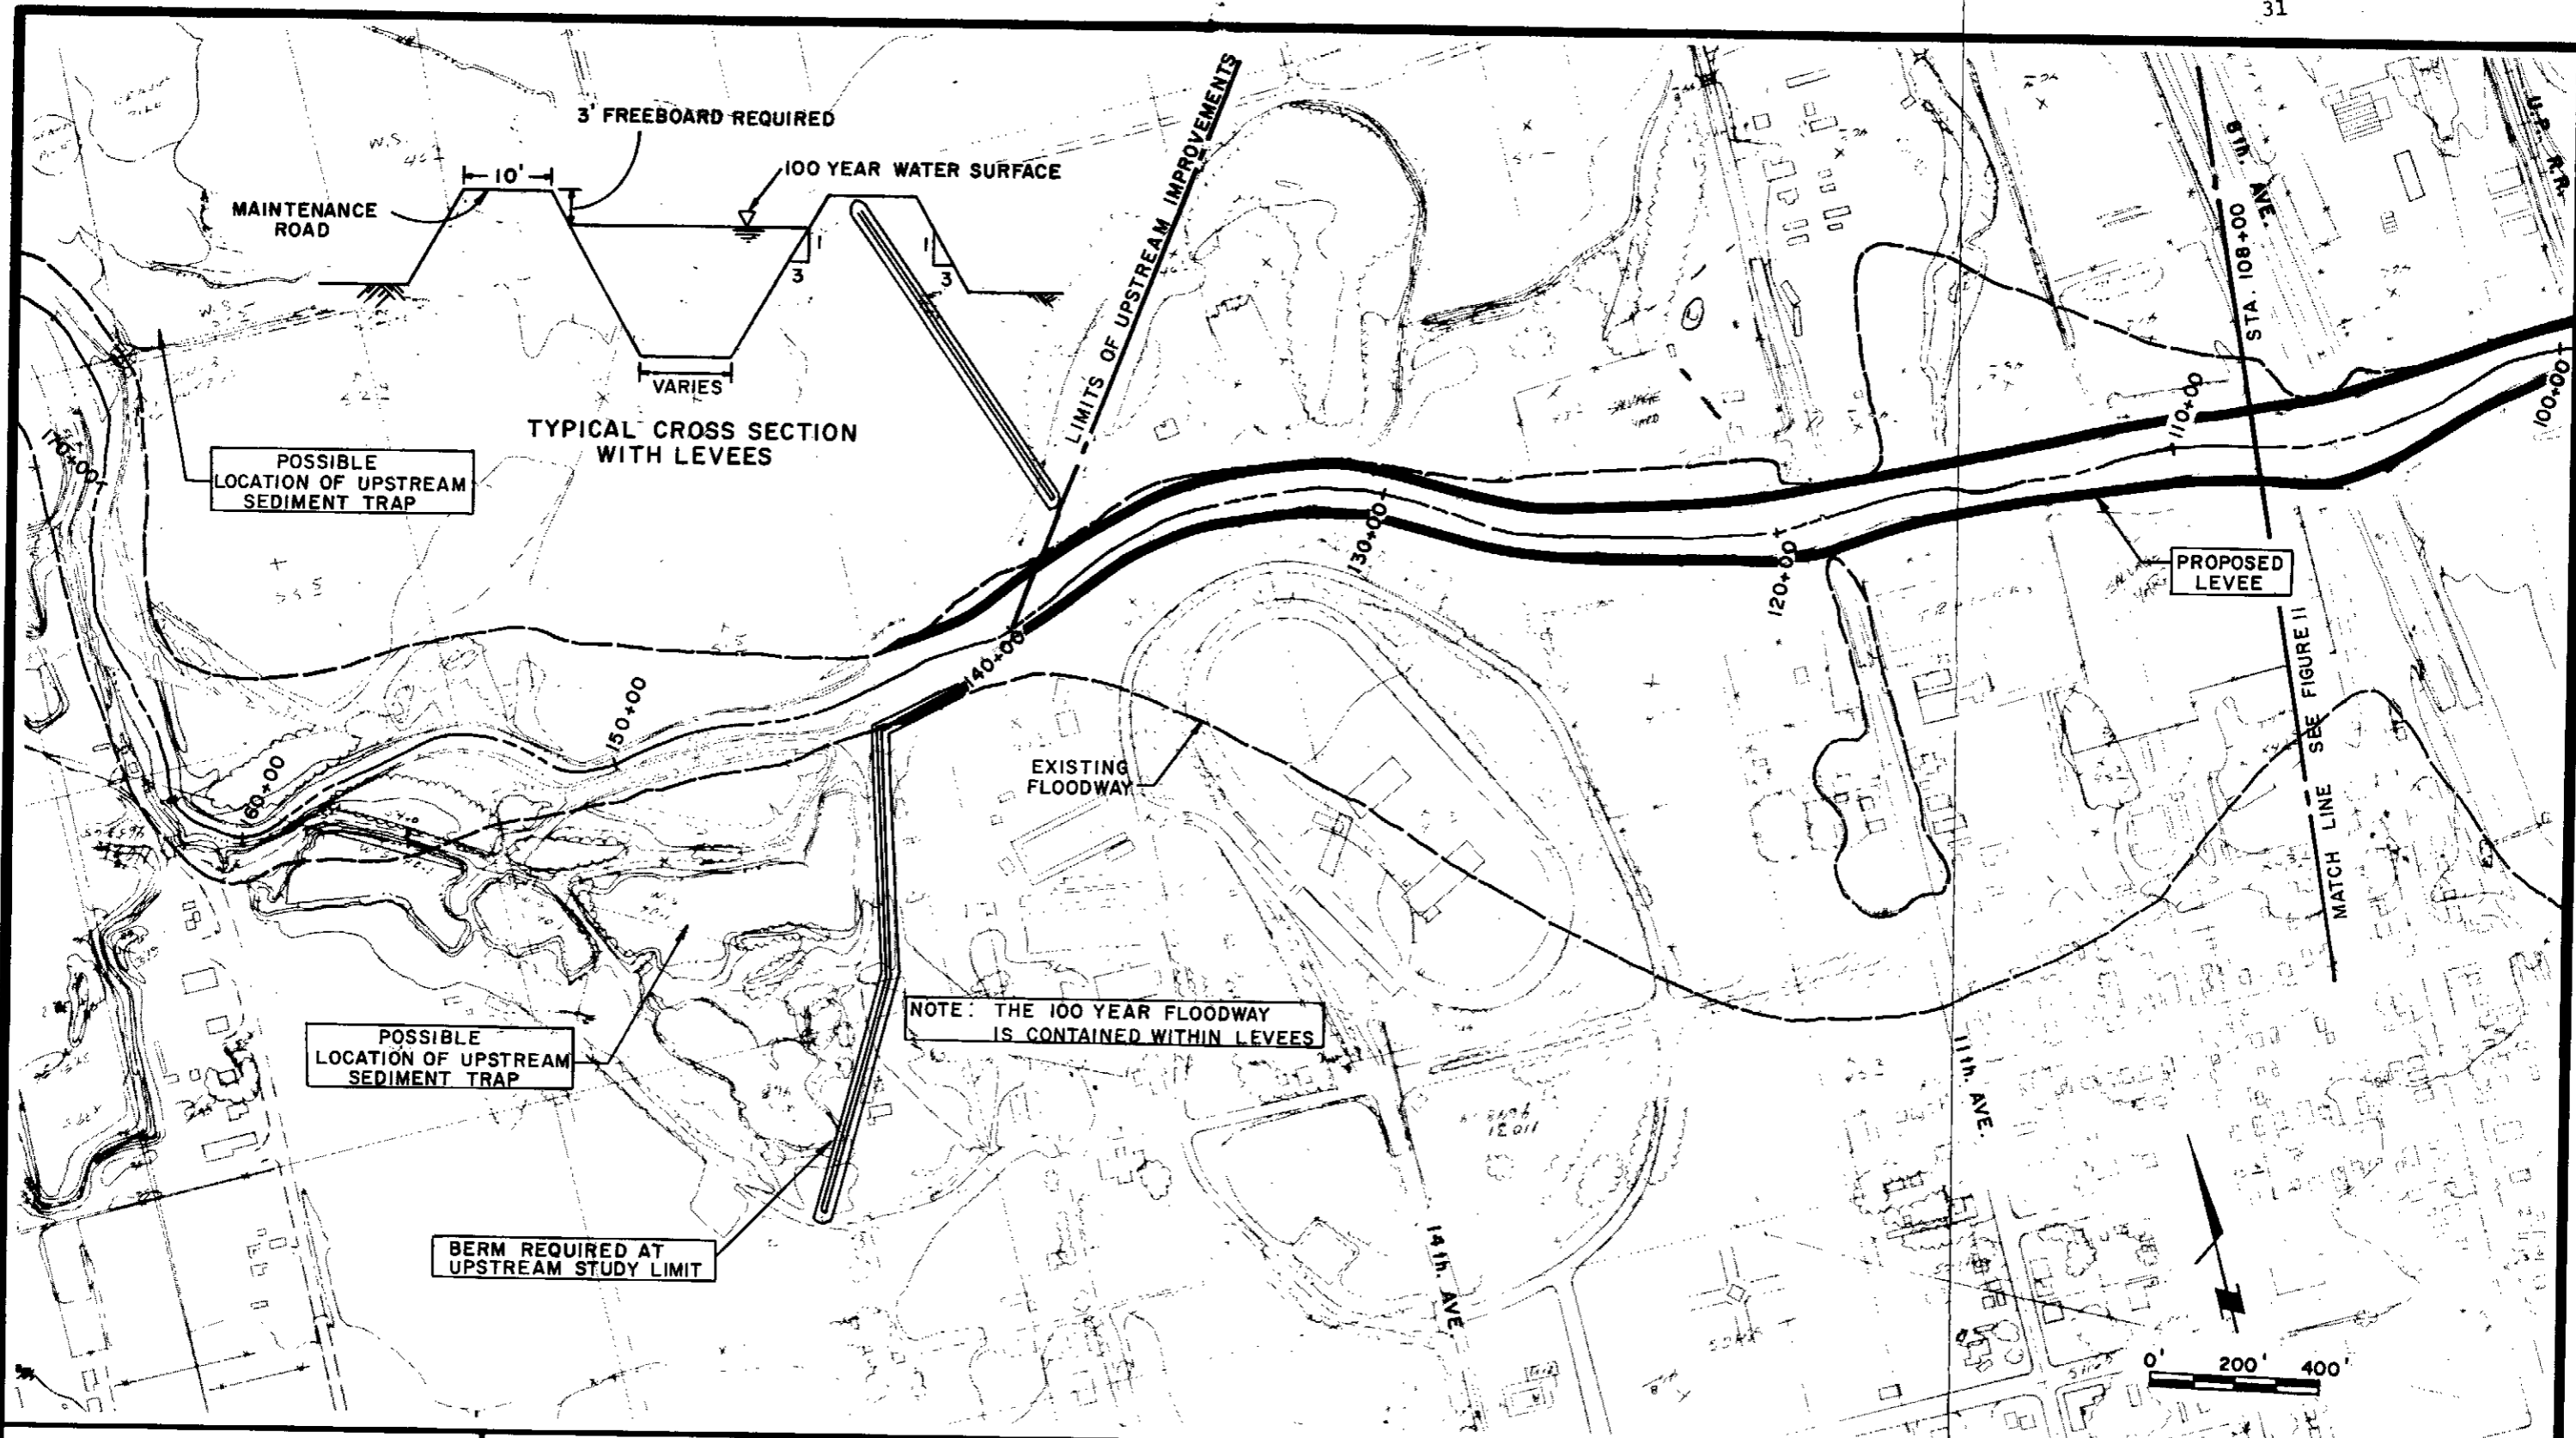 31
3' FREEBOARD REQUIRED
10'
100 YEAR WATER SURFACE
MAINTENANCE
ROAD
1
3
1
3
VARIES
TYPICAL CROSS SECTION
WITH LEVEES
LIMITS OF UPSTREAM IMPROVEMENTS
W.S.
W.S.
POSSIBLE
LOCATION OF UPSTREAM
SEDIMENT TRAP
170+00
160+00
150+00
140+00
130+00
120+00
110+00
100+00
8th. AVE.
U.P. R.R.
STA. 108+00
MATCH LINE SEE FIGURE 11
SALVAGE
YARD
PROPOSED
LEVEE
EXISTING
FLOODWAY
NOTE: THE 100 YEAR FLOODWAY
IS CONTAINED WITHIN LEVEES
POSSIBLE
LOCATION OF UPSTREAM
SEDIMENT TRAP
BERM REQUIRED AT
UPSTREAM STUDY LIMIT
11th. AVE.
14th. AVE.
N
0' 200' 400'